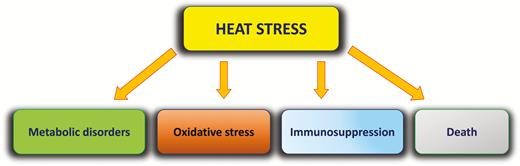 HEAT STRESS
Metabolic disorders
Oxidative stress
Immunosuppression
Death